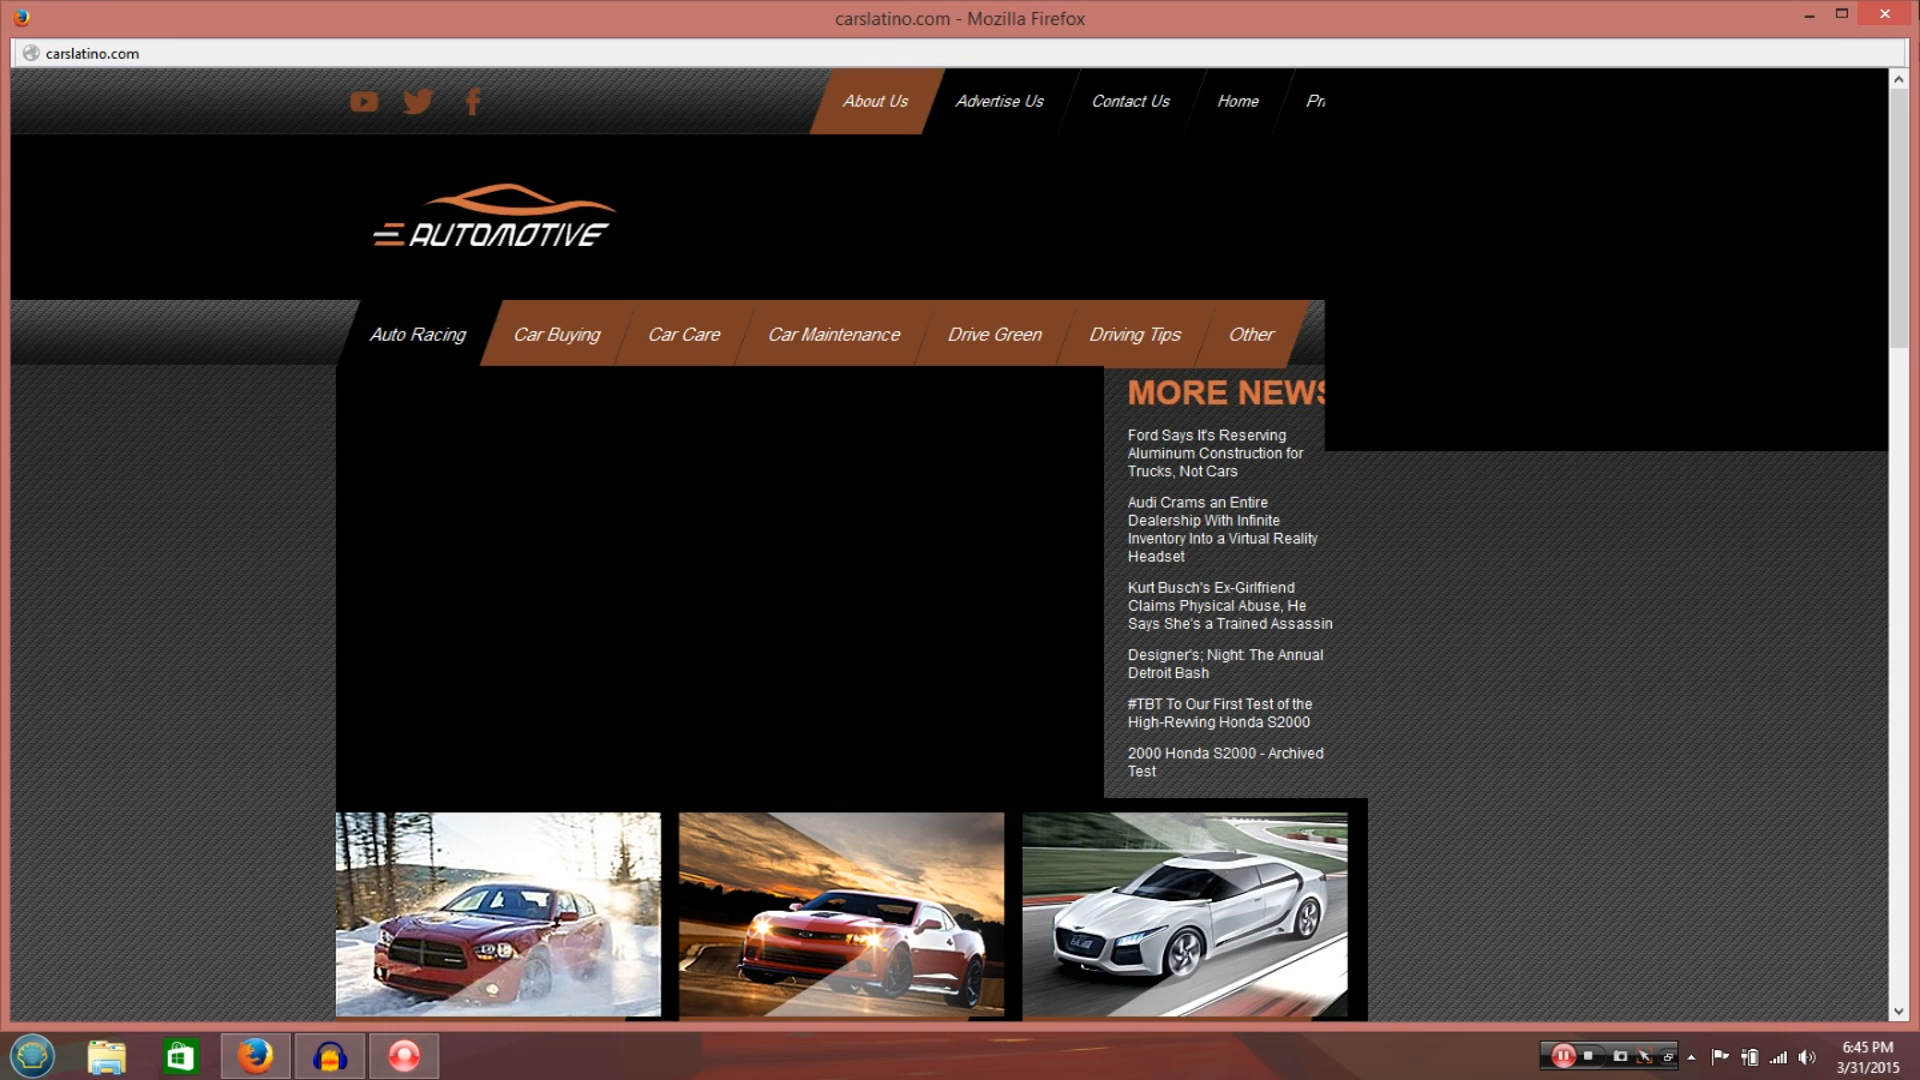 carslatino.com - Mozilla Firefox
carslatino.com
About Us
Advertise Us
Contact Us
Home
Pri
AUTOMOTIVE
Auto Racing
Car Buying
Car Care
Car Maintenance
Drive Green
Driving Tips
Other
MORE NEWS
Ford Says It's Reserving
Aluminum Construction for
Trucks, Not Cars
Audi Crams an Entire
Dealership With Infinite
Inventory Into a Virtual Reality
Headset
Kurt Busch's Ex-Girlfriend
Claims Physical Abuse, He
Says She's a Trained Assassin
Designer's; Night: The Annual
Detroit Bash
#TBT To Our First Test of the
High-Revving Honda S2000
2000 Honda S2000 - Archived
Test
6:45 PM
3/31/2015